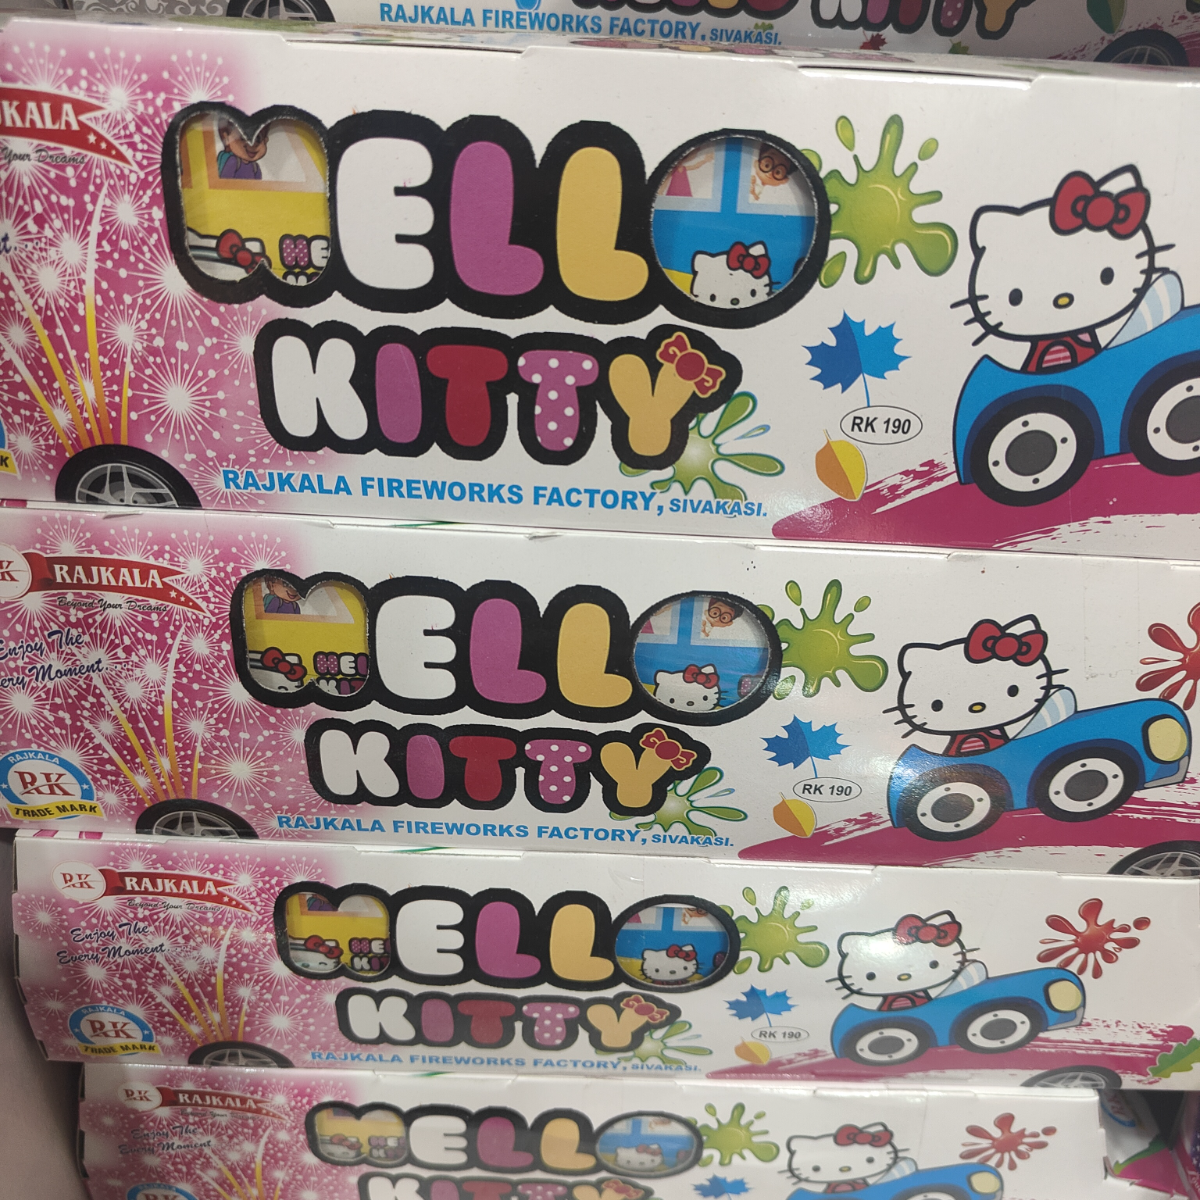 RAJKALA FIREWORKS FACTORY, SIVAKASI.
KITTY
JKALA
Your Dreams
HELLO
KITTY
RK 190
RAJKALA FIREWORKS FACTORY, SIVAKASI.
RK
RAJKALA
Beyond Your Dreams
Enjoy The
Every Moment...
HELLO
KITTY
RK 190
RAJKALA
RK
TRADE MARK
RAJKALA FIREWORKS FACTORY, SIVAKASI.
RK
RAJKALA
Beyond Your Dreams
Enjoy The
Every Moment....
HELLO
KITTY
RK 190
RAJKALA
RK
TRADE MARK
RAJKALA FIREWORKS FACTORY, SIVAKASI.
RK
RAJKALA
Enjoy The
Every Moment
HELLO
KITTY